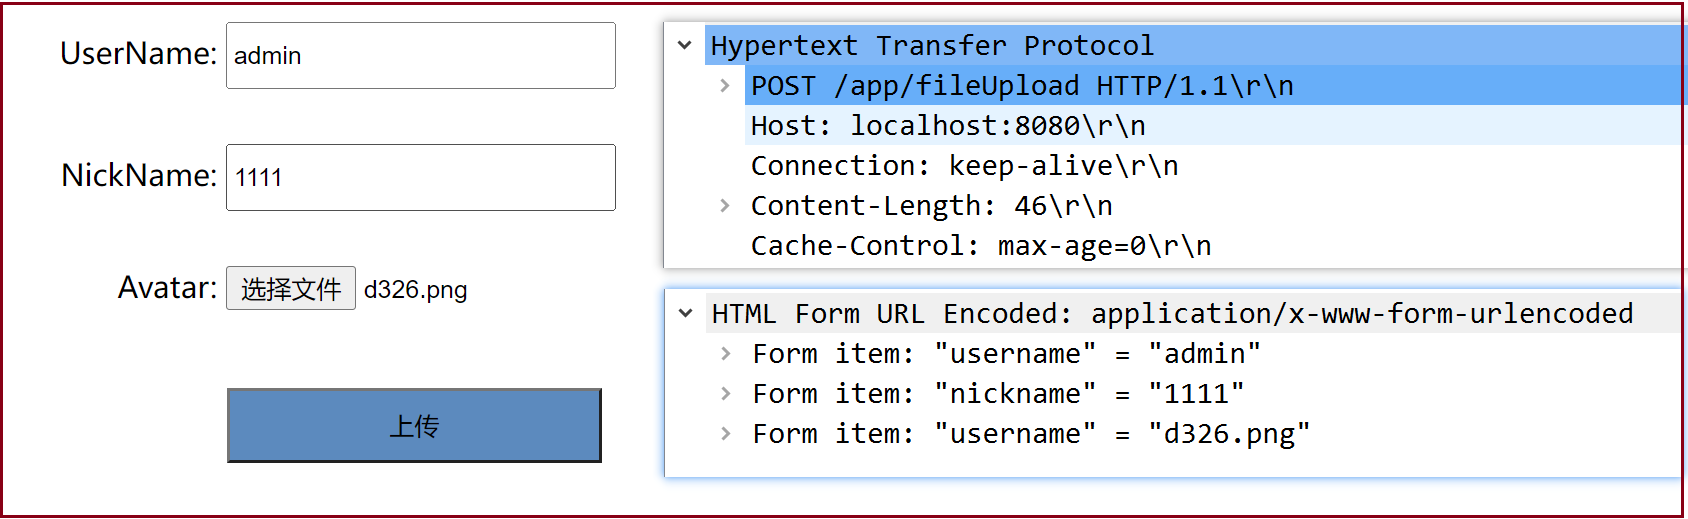 UserName: admin
NickName: 1111
Avatar: 选择文件 d326.png
上传
Hypertext Transfer Protocol
POST /app/fileUpload HTTP/1.1\r\n
Host: localhost:8080\r\n
Connection: keep-alive\r\n
Content-Length: 46\r\n
Cache-Control: max-age=0\r\n
HTML Form URL Encoded: application/x-www-form-urlencoded
Form item: "username" = "admin"
Form item: "nickname" = "1111"
Form item: "username" = "d326.png"